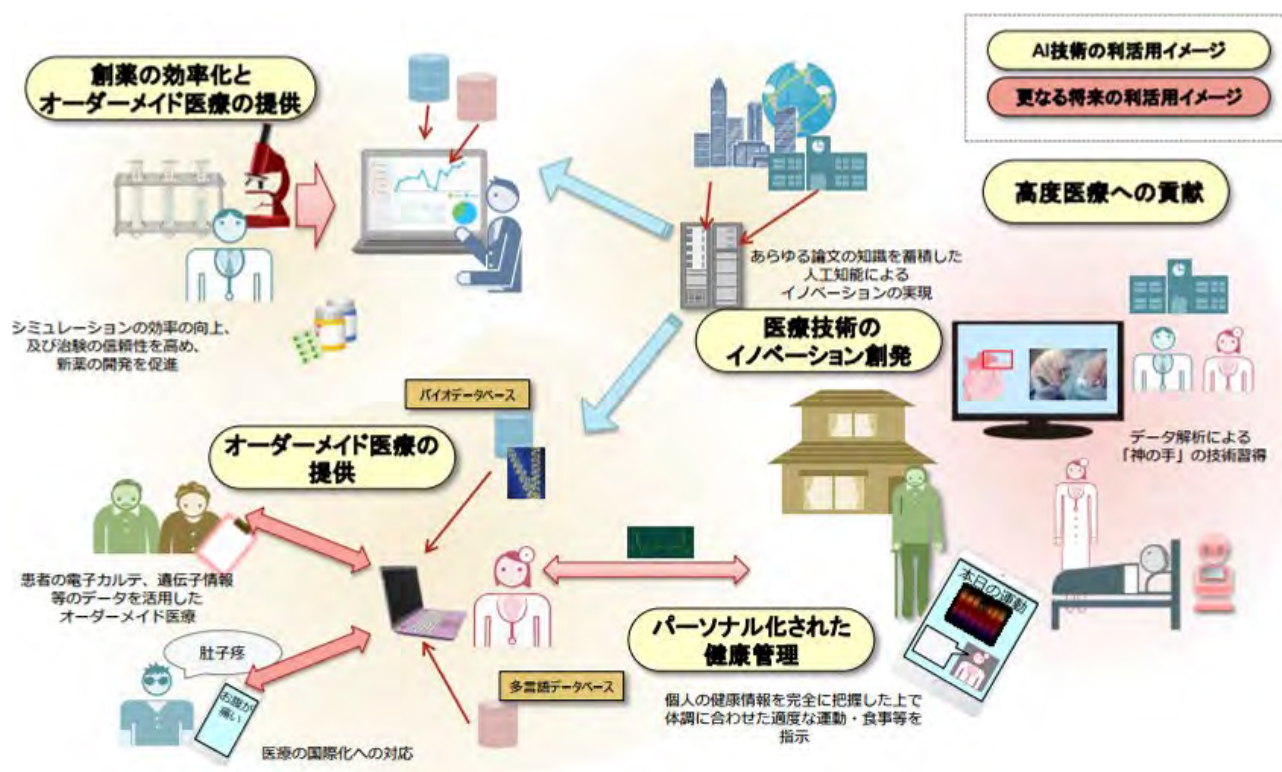 創薬の効率化と
オーダーメイド医療の提供
AI技術の利活用イメージ
更なる将来の利活用イメージ
高度医療への貢献
あらゆる論文の知識を蓄積した
人工知能による
イノベーションの実現
シミュレーションの効率の向上、
及び治験の信頼性を高め、
新薬の開発を促進
医療技術の
イノベーション創発
バイオデータベース
オーダーメイド医療の
提供
データ解析による
「神の手」の技術習得
患者の電子カルテ、遺伝子情報
等のデータを活用した
オーダーメイド医療
本日の運動
パーソナル化された
健康管理
肚子疼
お腹が
痛い
多言語データベース
個人の健康情報を完全に把握した上で
体調に合わせた適度な運動・食事等を
指示
医療の国際化への対応